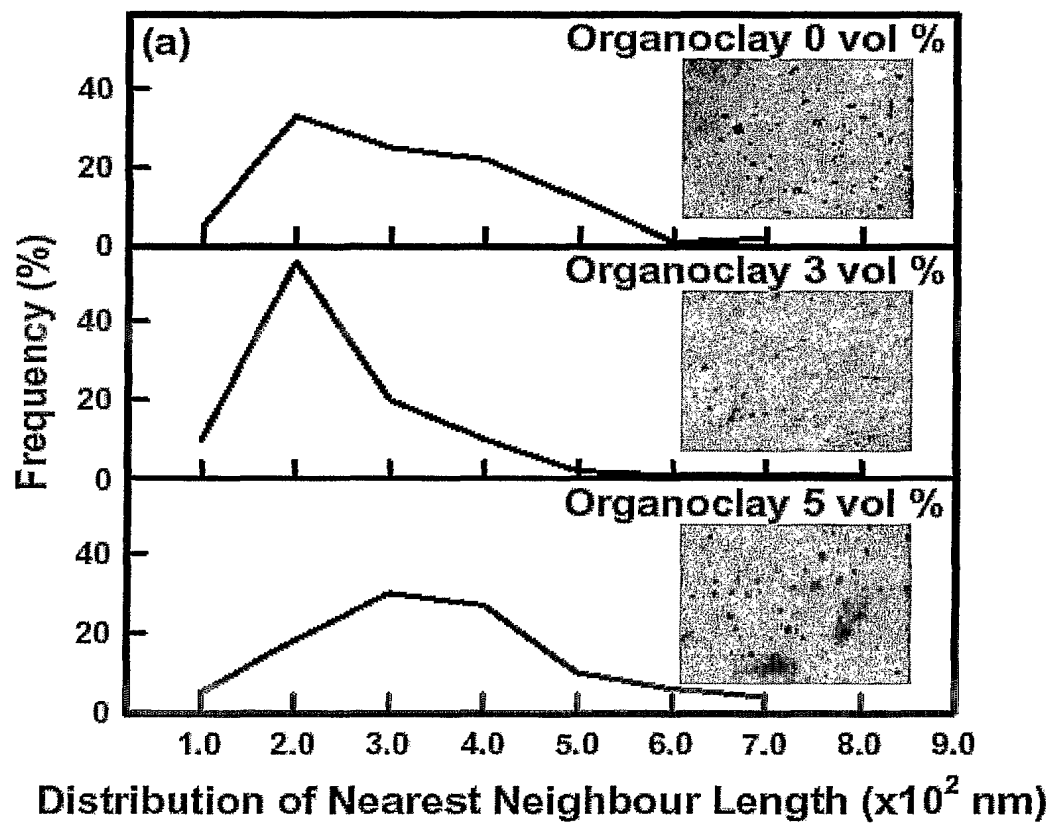 (a)
Organoclay 0 vol %
40
20
0
Organoclay 3 vol %
40
20
0
Organoclay 5 vol %
40
20
0
Frequency (%)
1.0 2.0 3.0 4.0 5.0 6.0 7.0 8.0 9.0
Distribution of Nearest Neighbour Length (x10² nm)